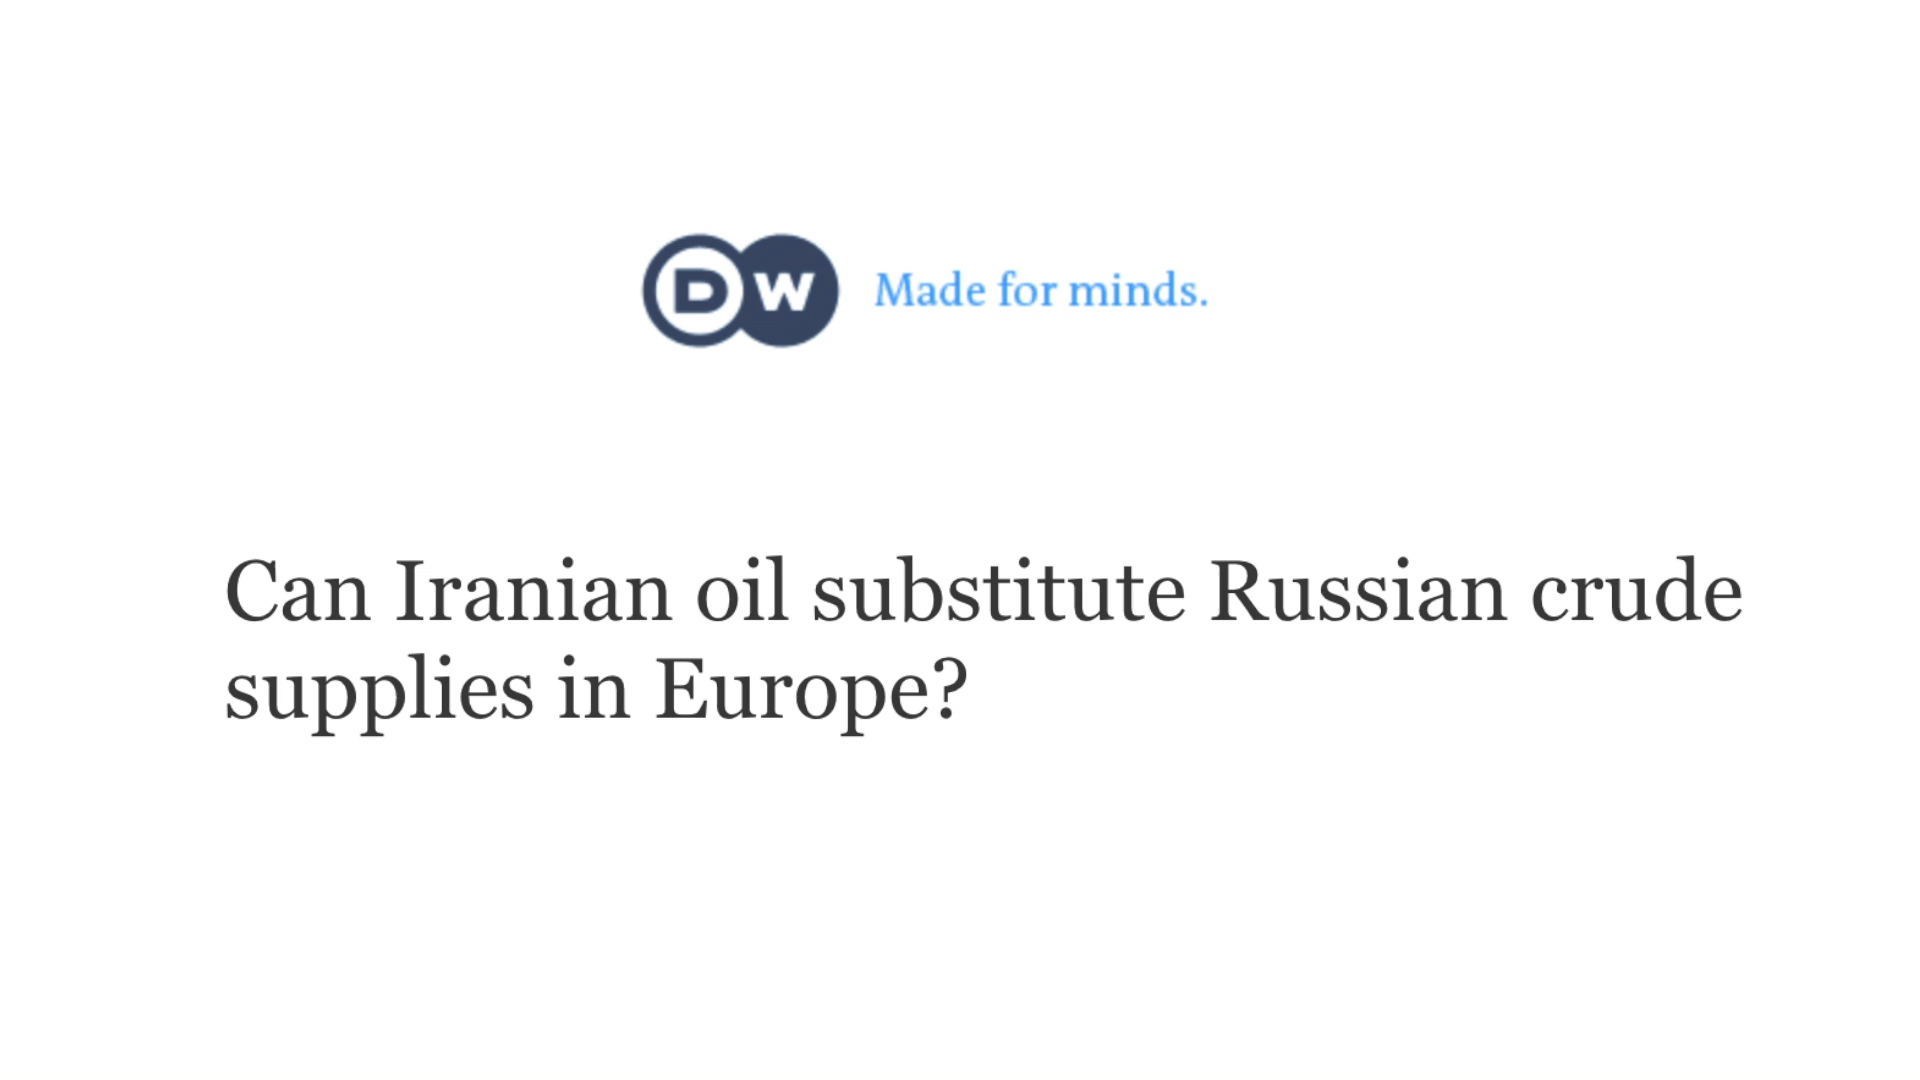 DW Made for minds.
Can Iranian oil substitute Russian crude
supplies in Europe?